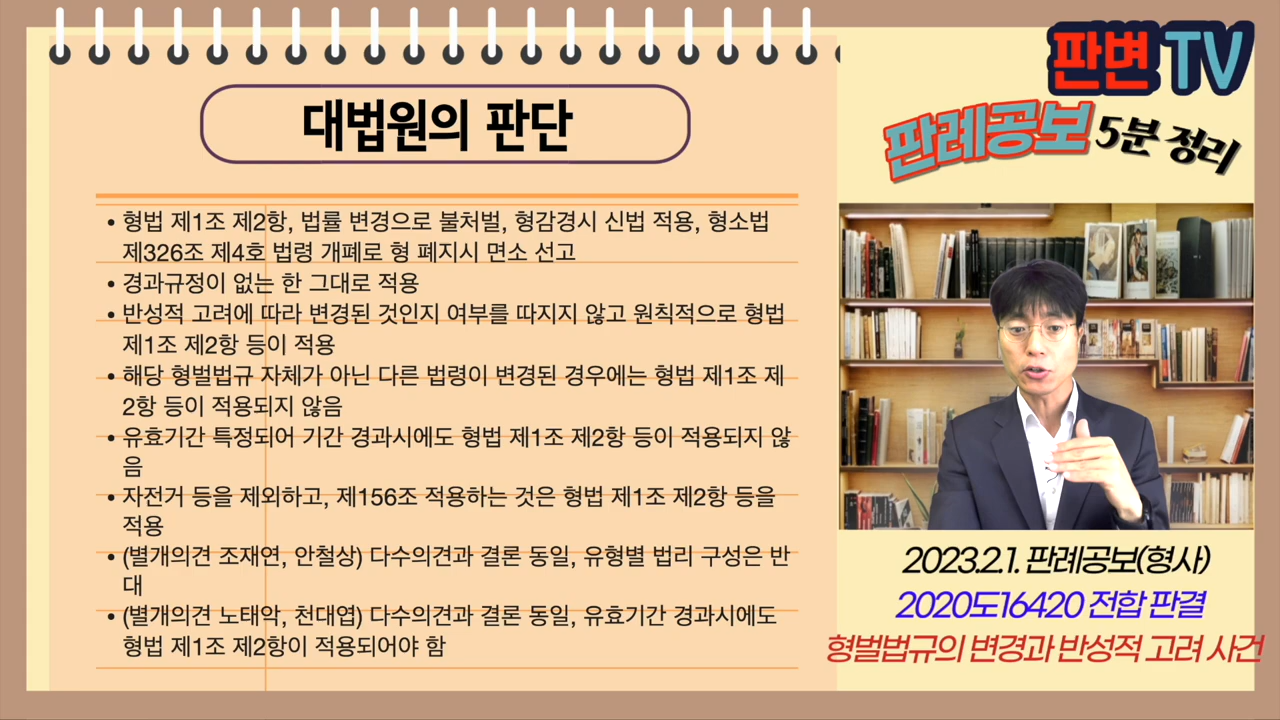 대법원의 판단
• 형법 제1조 제2항, 법률 변경으로 불처벌, 형감경시 신법 적용, 형소법
제326조 제4호 법령 개폐로 형 폐지시 면소 선고
• 경과규정이 없는 한 그대로 적용
• 반성적 고려에 따라 변경된 것인지 여부를 따지지 않고 원칙적으로 형법
제1조 제2항 등이 적용
• 해당 형벌법규 자체가 아닌 다른 법령이 변경된 경우에는 형법 제1조 제
2항 등이 적용되지 않음
• 유효기간 특정되어 기간 경과시에도 형법 제1조 제2항 등이 적용되지 않
음
• 자전거 등을 제외하고, 제156조 적용하는 것은 형법 제1조 제2항 등을
적용
• (별개의견 조재연, 안철상) 다수의견과 결론 동일, 유형별 법리 구성은 반
대
• (별개의견 노태악, 천대엽) 다수의견과 결론 동일, 유효기간 경과시에도
형법 제1조 제2항이 적용되어야 함
판변 TV
판례공보 5분 정리
2023.2.1. 판례공보(형사)
2020도16420 전합 판결
형벌법규의 변경과 반성적 고려 사건